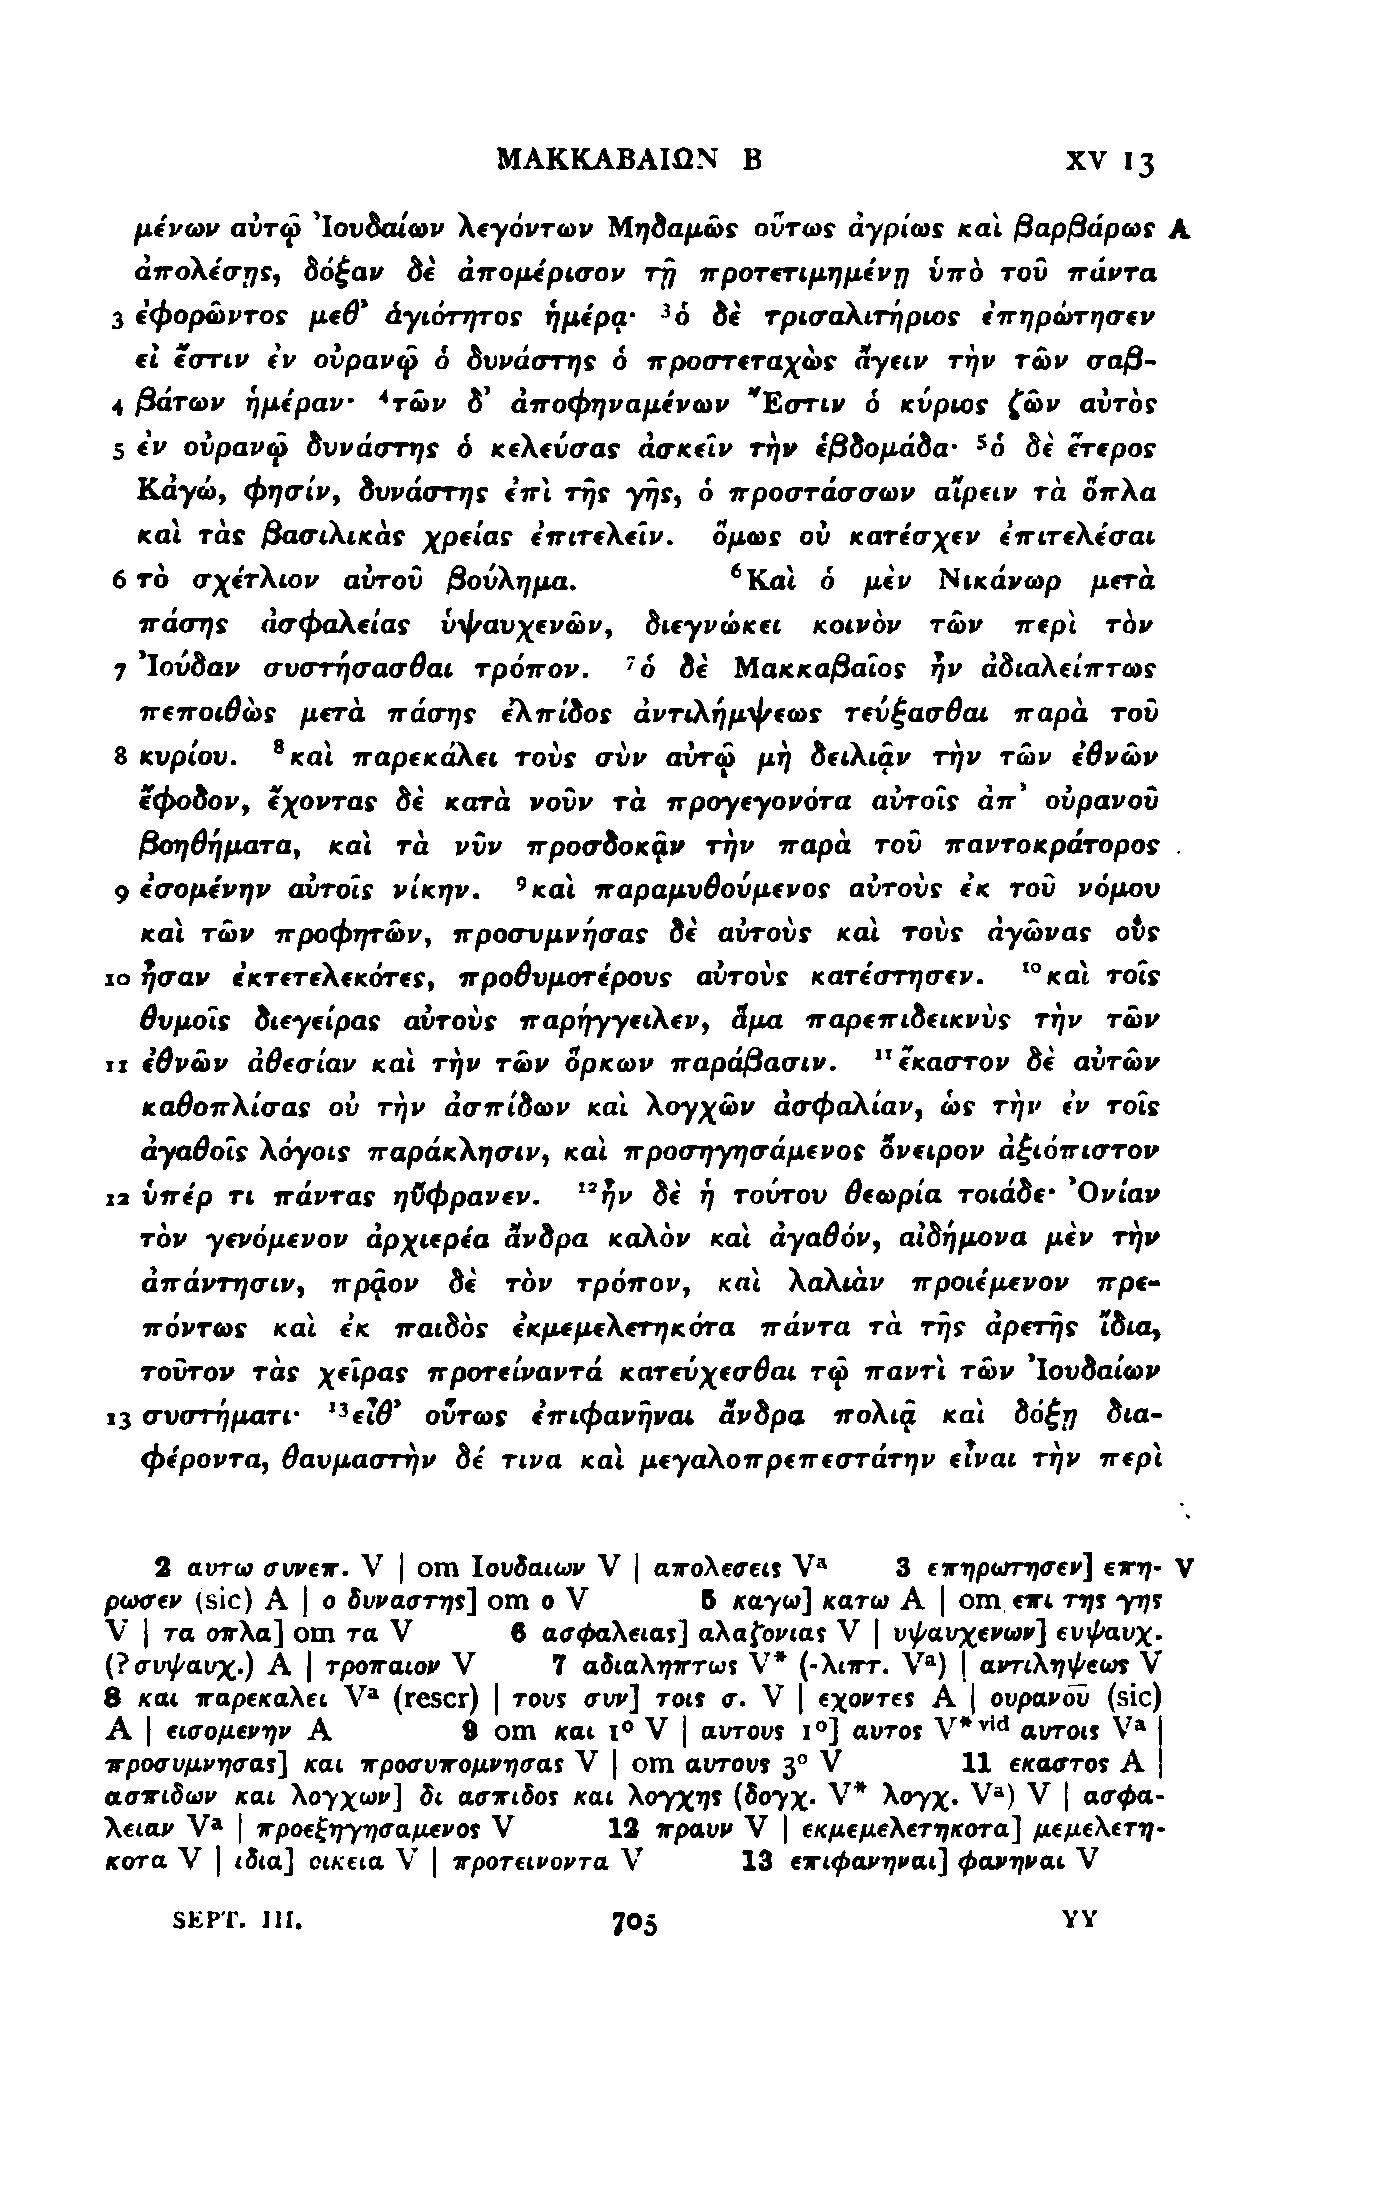 ΜΑΚΚΑΒΑΙΩΝ Β XV 13
μένων αὐτῷ Ἰουδαίων λεγόντων Μηδαμῶς οὕτως ἀγρίως καὶ βαρβάρως A
ἀπολέσῃς, δόξαν δὲ ἀπομέρισον τῇ προτετιμημένῃ ὑπὸ τοῦ πάντα
3 ἐφορῶντος μεθ’ ἁγιότητος ἡμέρᾳ· ³ὁ δὲ τρισαλιτήριος ἐπηρώτησεν
εἰ ἔστιν ἐν οὐρανῷ ὁ δυνάστης ὁ προστεταχὼς ἄγειν τὴν τῶν σαβ-
4 βάτων ἡμέραν· ⁴τῶν δ’ ἀποφηναμένων Ἔστιν ὁ κύριος ζῶν αὐτὸς
5 ἐν οὐρανῷ δυνάστης ὁ κελεύσας ἀσκεῖν τὴν ἑβδομάδα· ⁵ὁ δὲ ἕτερος
Κἀγώ, φησίν, δυνάστης ἐπὶ τῆς γῆς, ὁ προστάσσων αἴρειν τὰ ὅπλα
καὶ τὰς βασιλικὰς χρείας ἐπιτελεῖν. ὅμως οὐ κατέσχεν ἐπιτελέσαι
6 τὸ σχέτλιον αὐτοῦ βούλημα. ⁶Καὶ ὁ μὲν Νικάνωρ μετὰ
πάσης ἀσφαλείας ὑψαυχενῶν, διεγνώκει κοινὸν τῶν περὶ τὸν
7 Ἰούδαν συστήσασθαι τρόπον. ⁷ὁ δὲ Μακκαβαῖος ἦν ἀδιαλείπτως
πεποιθὼς μετὰ πάσης ἐλπίδος ἀντιλήμψεως τεύξασθαι παρὰ τοῦ
8 κυρίου. ⁸καὶ παρεκάλει τοὺς σὺν αὐτῷ μὴ δειλιᾷν τὴν τῶν ἐθνῶν
ἔφοδον, ἔχοντας δὲ κατὰ νοῦν τὰ προγεγονότα αὐτοῖς ἀπ’ οὐρανοῦ
βοηθήματα, καὶ τὰ νῦν προσδοκᾷν τὴν παρὰ τοῦ παντοκράτορος
9 ἐσομένην αὐτοῖς νίκην. ⁹καὶ παραμυθούμενος αὐτοὺς ἐκ τοῦ νόμου
καὶ τῶν προφητῶν, προσυμνήσας δὲ αὐτοὺς καὶ τοὺς ἀγῶνας οὓς
10 ἦσαν ἐκτετελεκότες, προθυμοτέρους αὐτοὺς κατέστησεν. ¹⁰καὶ τοῖς
θυμοῖς διεγείρας αὐτοὺς παρήγγειλεν, ἅμα παρεπιδεικνὺς τὴν τῶν
11 ἐθνῶν ἀθεσίαν καὶ τὴν τῶν ὅρκων παράβασιν. ¹¹ἕκαστον δὲ αὐτῶν
καθοπλίσας οὐ τὴν ἀσπίδων καὶ λογχῶν ἀσφαλίαν, ὡς τὴν ἐν τοῖς
ἀγαθοῖς λόγοις παράκλησιν, καὶ προσηγησάμενος ὄνειρον ἀξιόπιστον
12 ὑπέρ τι πάντας ηὔφρανεν. ¹²ἦν δὲ ἡ τούτου θεωρία τοιάδε· Ὀνίαν
τὸν γενόμενον ἀρχιερέα ἄνδρα καλὸν καὶ ἀγαθόν, αἰδήμονα μὲν τὴν
ἀπάντησιν, πρᾷον δὲ τὸν τρόπον, καὶ λαλιὰν προιέμενον πρε-
πόντως καὶ ἐκ παιδὸς ἐκμεμελετηκότα πάντα τὰ τῆς ἀρετῆς ἴδια,
τοῦτον τὰς χεῖρας προτείναντά κατεύχεσθαι τῷ παντὶ τῶν Ἰουδαίων
13 συστήματι· ¹³εἶθ’ οὕτως ἐπιφανῆναι ἄνδρα πολιᾷ καὶ δόξῃ δια-
φέροντα, θαυμαστὴν δέ τινα καὶ μεγαλοπρεπεστάτην εἶναι τὴν περὶ
2 αυτω συνεπ. V | om Ιουδαιων V | απολεσεις Vᵃ 3 επηρωτησεν] επη- V
ρωσεν (sic) A | ο δυναστης] om ο V 5 καγω] κατω A | om επι της γης
V | τα οπλα] om τα V 6 ασφαλειας] αλαζονιας V | υψαυχενων] ευψαυχ.
(? συψαυχ.) A | τροπαιον V 7 αδιαληπτως V* (-λιπτ. Vᵃ) | αντιληψεως V
8 και παρεκαλει Vᵃ (rescr) | τους συν] τοις σ. V | εχοντες A | ουρανου̅ (sic)
A | εισομενην A 9 om και 1° V | αυτους 1°] αυτος V*ᵛⁱᵈ αυτοις Vᵃ |
προσυμνησας] και προσυπομνησας V | om αυτους 3° V 11 εκαστος A |
ασπιδων και λογχων] δι ασπιδος και λογχης (δογχ. V* λογχ. Vᵃ) V | ασφα-
λειαν Vᵃ | προεξηγησαμενος V 12 πραυν V | εκμεμελετηκοτα] μεμελετη-
κοτα V | ιδια] οικεια V | προτεινοντα V 13 επιφανηναι] φανηναι V
SEPT. III. 705 YY